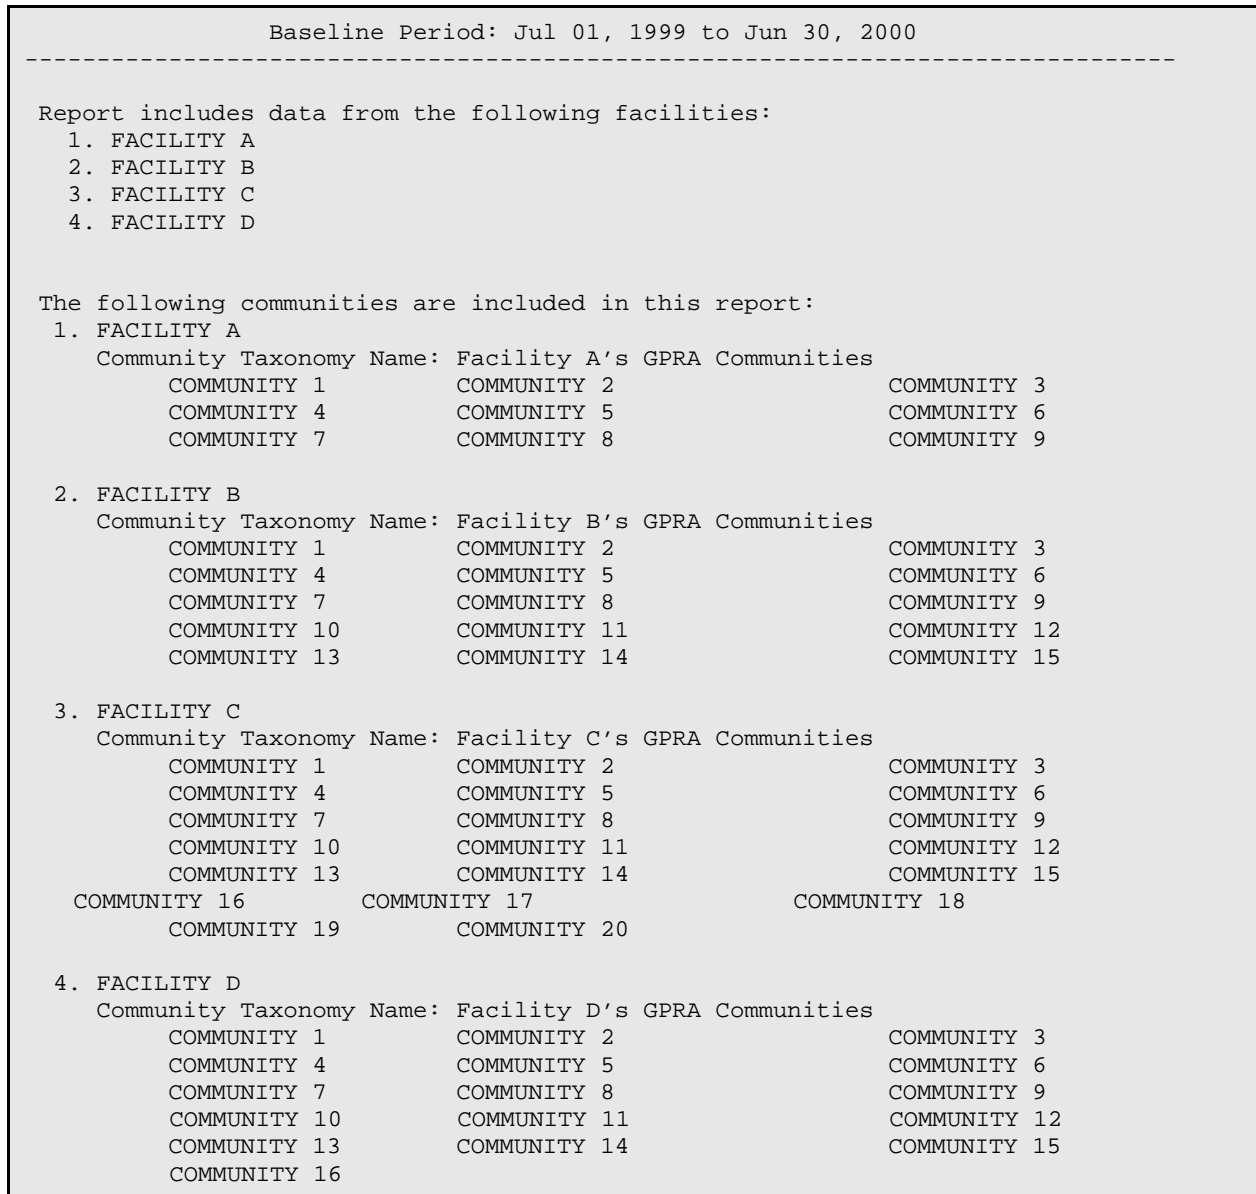 Baseline Period: Jul 01, 1999 to Jun 30, 2000
--------------------------------------------------------------------------------
Report includes data from the following facilities:
1. FACILITY A
2. FACILITY B
3. FACILITY C
4. FACILITY D
The following communities are included in this report:
1. FACILITY A
Community Taxonomy Name: Facility A’s GPRA Communities
COMMUNITY 1 COMMUNITY 2 COMMUNITY 3
COMMUNITY 4 COMMUNITY 5 COMMUNITY 6
COMMUNITY 7 COMMUNITY 8 COMMUNITY 9
2. FACILITY B
Community Taxonomy Name: Facility B’s GPRA Communities
COMMUNITY 1 COMMUNITY 2 COMMUNITY 3
COMMUNITY 4 COMMUNITY 5 COMMUNITY 6
COMMUNITY 7 COMMUNITY 8 COMMUNITY 9
COMMUNITY 10 COMMUNITY 11 COMMUNITY 12
COMMUNITY 13 COMMUNITY 14 COMMUNITY 15
3. FACILITY C
Community Taxonomy Name: Facility C’s GPRA Communities
COMMUNITY 1 COMMUNITY 2 COMMUNITY 3
COMMUNITY 4 COMMUNITY 5 COMMUNITY 6
COMMUNITY 7 COMMUNITY 8 COMMUNITY 9
COMMUNITY 10 COMMUNITY 11 COMMUNITY 12
COMMUNITY 13 COMMUNITY 14 COMMUNITY 15
COMMUNITY 16 COMMUNITY 17 COMMUNITY 18
COMMUNITY 19 COMMUNITY 20
4. FACILITY D
Community Taxonomy Name: Facility D’s GPRA Communities
COMMUNITY 1 COMMUNITY 2 COMMUNITY 3
COMMUNITY 4 COMMUNITY 5 COMMUNITY 6
COMMUNITY 7 COMMUNITY 8 COMMUNITY 9
COMMUNITY 10 COMMUNITY 11 COMMUNITY 12
COMMUNITY 13 COMMUNITY 14 COMMUNITY 15
COMMUNITY 16